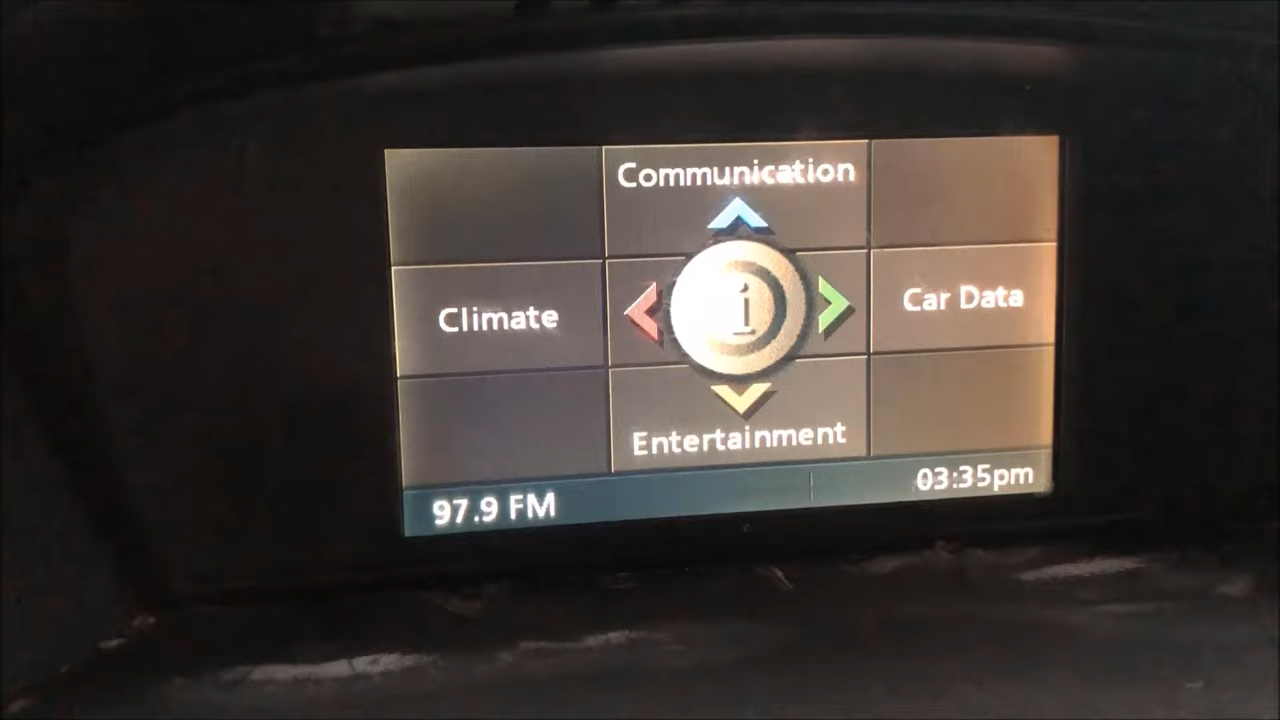 Communication
Climate
i
Car Data
Entertainment
97.9 FM
03:35pm